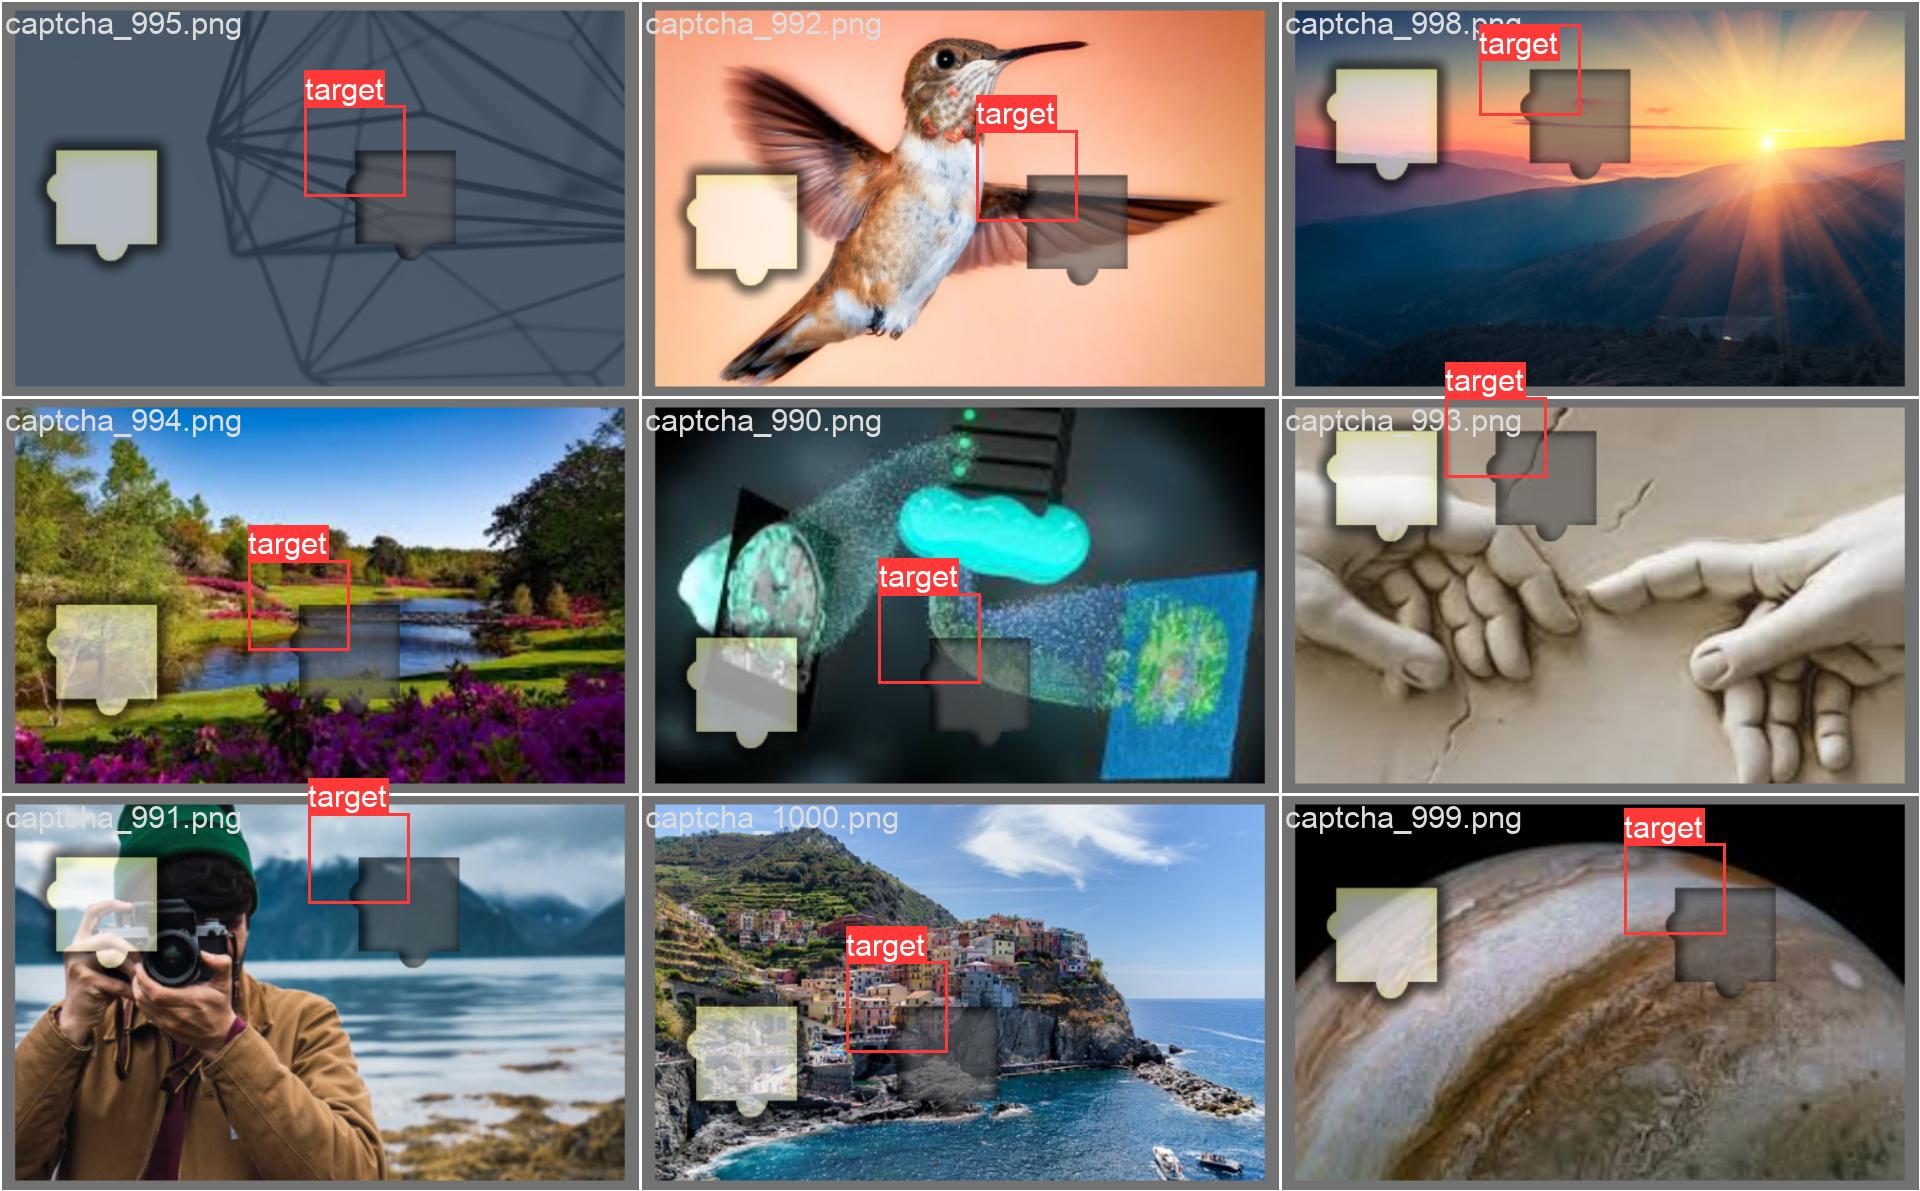 captcha_995.png
target
captcha_992.png
target
captcha_998.png
target
captcha_994.png
target
captcha_990.png
target
captcha_993.png
target
captcha_991.png
target
captcha_1000.png
target
captcha_999.png
target